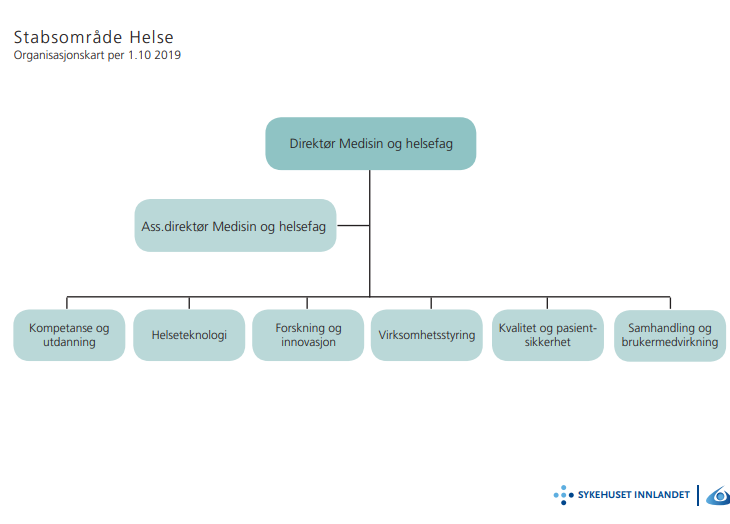 Stabsområde Helse
Organisasjonskart per 1.10 2019
Direktør Medisin og helsefag
Ass.direktør Medisin og helsefag
Kompetanse og
utdanning
Helseteknologi
Forskning og
innovasjon
Virksomhetsstyring
Kvalitet og pasient-
sikkerhet
Samhandling og
brukermedvirkning
SYKEHUSET INNLANDET